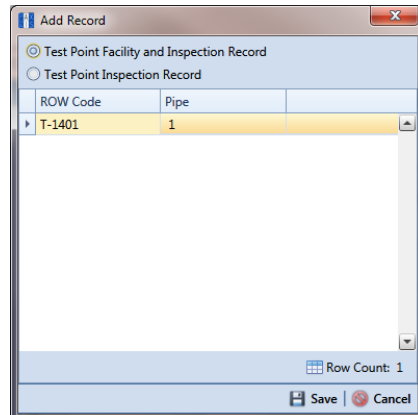 Add Record
Test Point Facility and Inspection Record
Test Point Inspection Record
ROW Code Pipe
T-1401 1
Row Count: 1
Save | Cancel